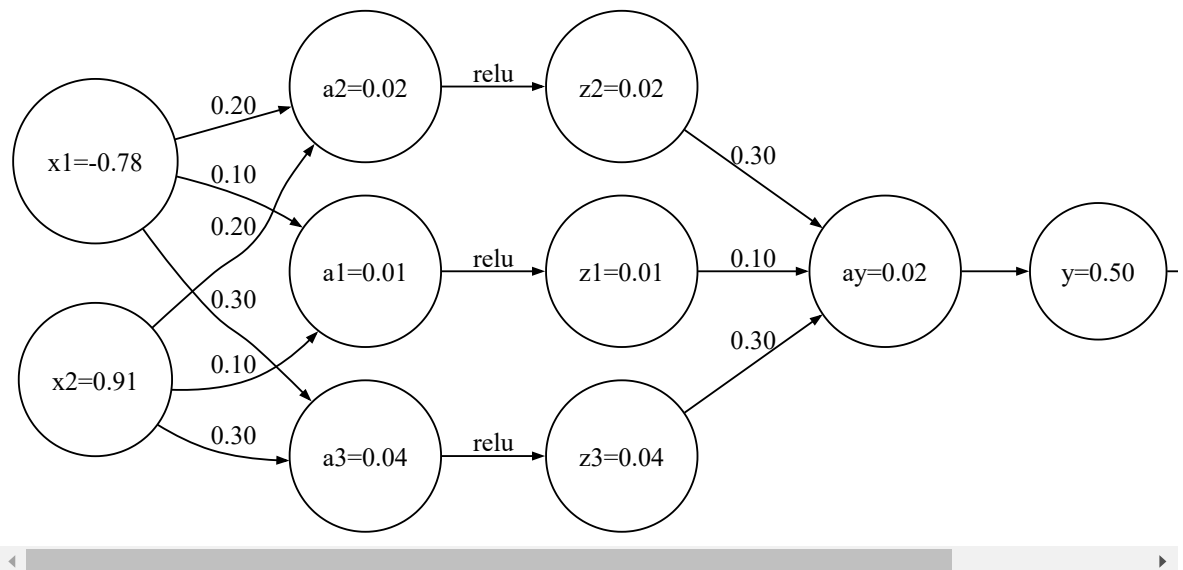 x1=-0.78
x2=0.91
0.20
0.10
0.20
0.30
0.10
0.30
a2=0.02
a1=0.01
a3=0.04
relu
relu
relu
z2=0.02
z1=0.01
z3=0.04
0.30
0.10
0.30
ay=0.02
y=0.50